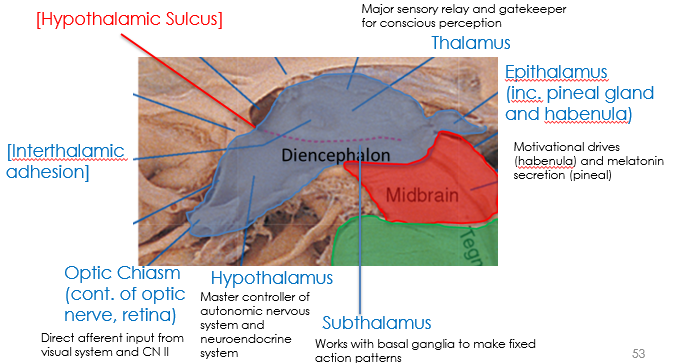 [Hypothalamic Sulcus]
Major sensory relay and gatekeeper
for conscious perception
Thalamus
Epithalamus
(inc. pineal gland
and habenula)
Motivational drives
(habenula) and melatonin
secretion (pineal)
[Interthalamic
adhesion]
Diencephalon
Midbrain
Tegn
Optic Chiasm
(cont. of optic
nerve, retina)
Direct afferent input from
visual system and CN II
Hypothalamus
Master controller of
autonomic nervous
system and
neuroendocrine
system
Subthalamus
Works with basal ganglia to make fixed
action patterns
53